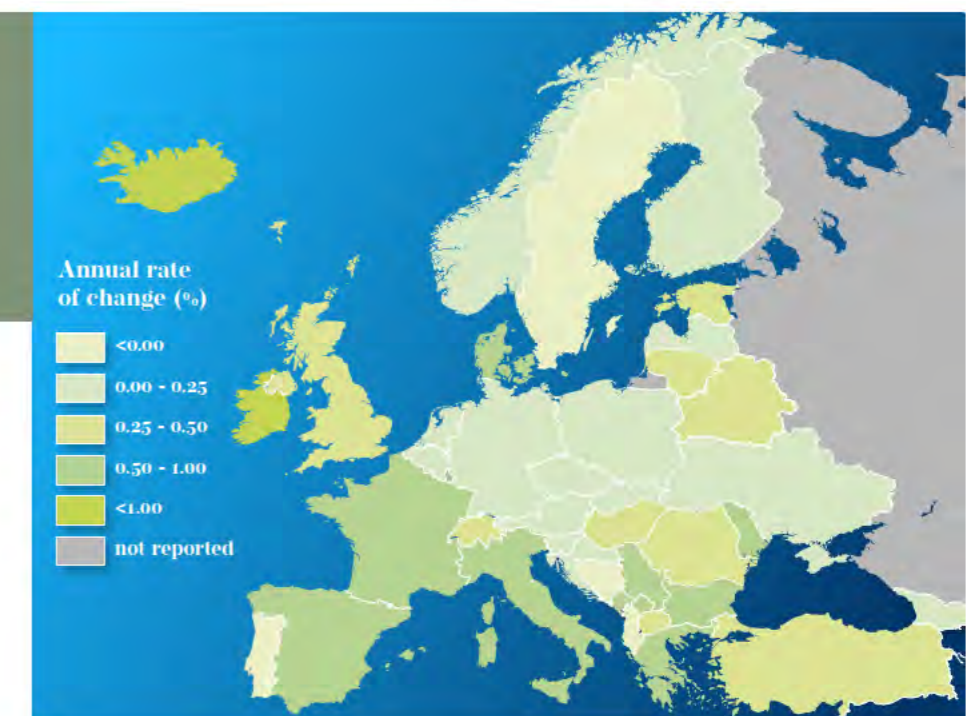 Annual rate
of change (%)
<0.00
0.00 - 0.25
0.25 - 0.50
0.50 - 1.00
<1.00
not reported